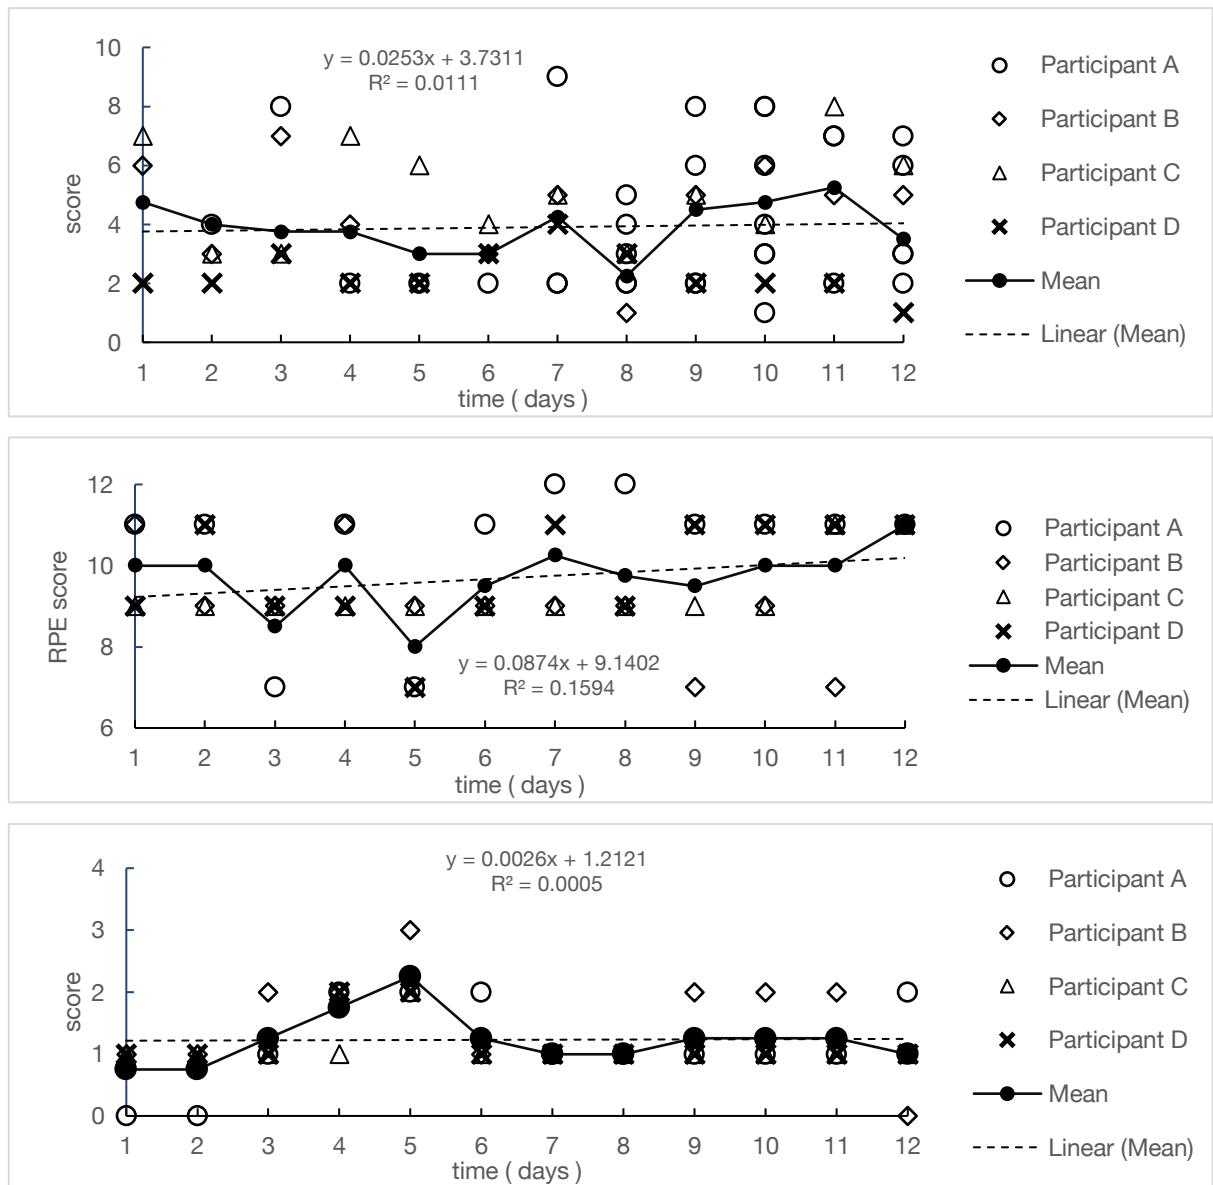 y = 0.0253x + 3.7311
R² = 0.0111
10
8
6
4
2
0
score
1 2 3 4 5 6 7 8 9 10 11 12
time ( days )
Participant A
Participant B
Participant C
Participant D
Mean
Linear (Mean)
12
10
8
6
RPE score
y = 0.0874x + 9.1402
R² = 0.1594
1 2 3 4 5 6 7 8 9 10 11 12
time ( days )
Participant A
Participant B
Participant C
Participant D
Mean
Linear (Mean)
y = 0.0026x + 1.2121
R² = 0.0005
4
3
2
1
0
score
1 2 3 4 5 6 7 8 9 10 11 12
time ( days )
Participant A
Participant B
Participant C
Participant D
Mean
Linear (Mean)